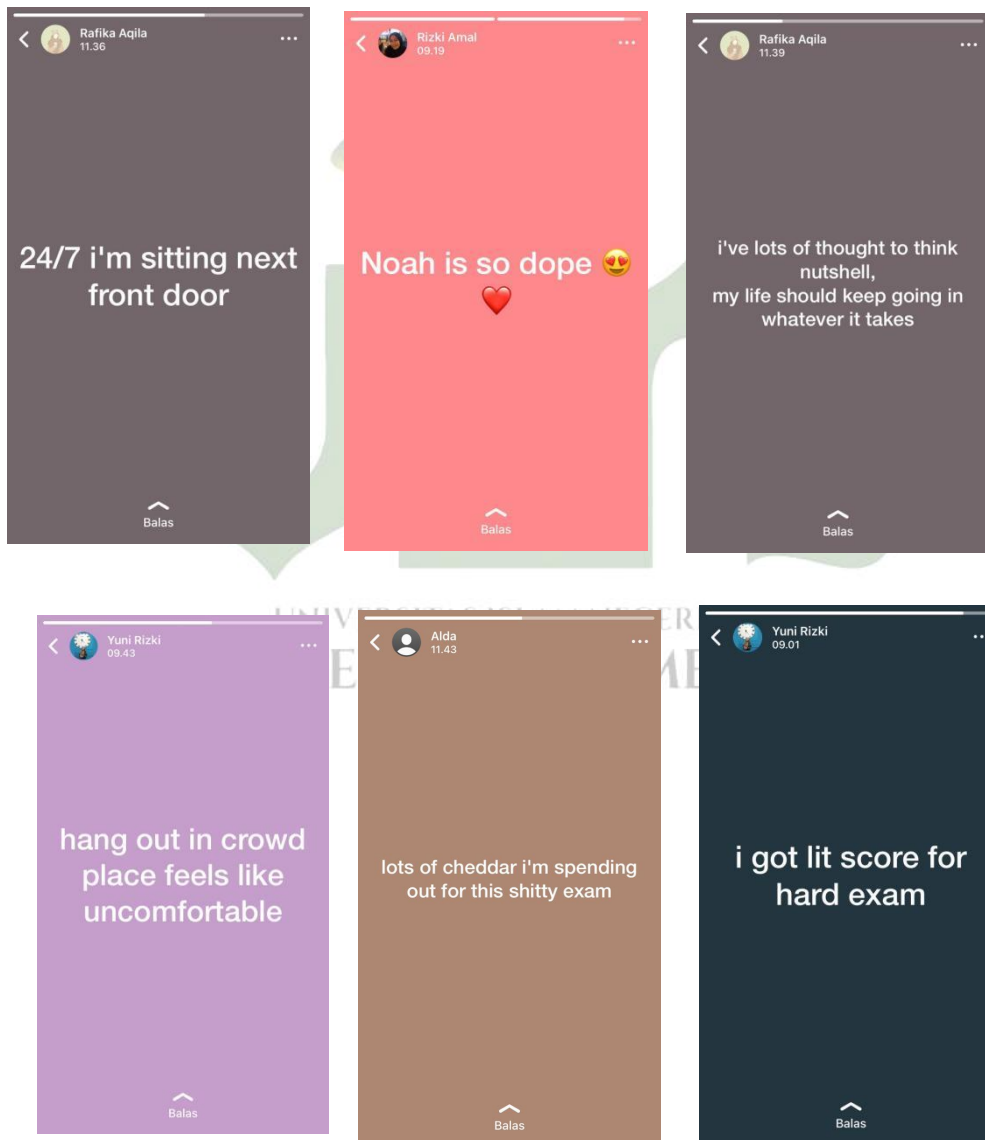 Rafika Aqila
11.36
24/7 i'm sitting next
front door
Balas
Rizki Amal
09.19
Noah is so dope 😍
❤️
Balas
Rafika Aqila
11.39
i've lots of thought to think
nutshell,
my life should keep going in
whatever it takes
Balas
Yuni Rizki
09.43
hang out in crowd
place feels like
uncomfortable
Balas
Alda
11.43
lots of cheddar i'm spending
out for this shitty exam
Balas
Yuni Rizki
09.01
i got lit score for
hard exam
Balas